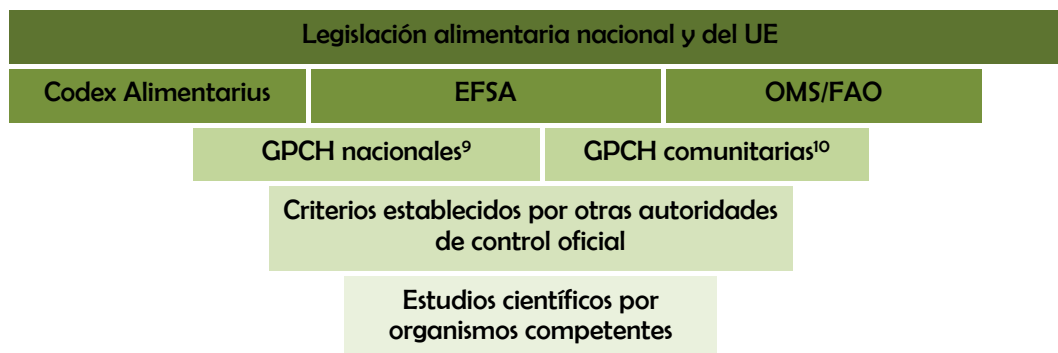 Legislación alimentaria nacional y del UE
Codex Alimentarius EFSA OMS/FAO
GPCH nacionales⁹ GPCH comunitarias¹⁰
Criterios establecidos por otras autoridades
de control oficial
Estudios científicos por
organismos competentes